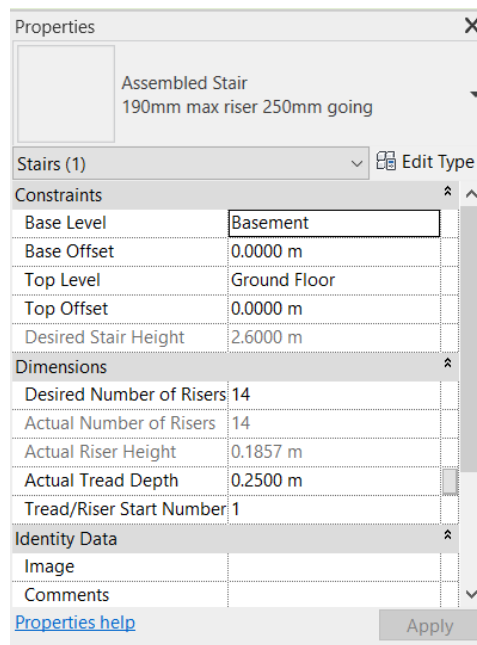 Properties
Assembled Stair
190mm max riser 250mm going
Stairs (1) Edit Type
Constraints
Base Level Basement
Base Offset 0.0000 m
Top Level Ground Floor
Top Offset 0.0000 m
Desired Stair Height 2.6000 m
Dimensions
Desired Number of Risers 14
Actual Number of Risers 14
Actual Riser Height 0.1857 m
Actual Tread Depth 0.2500 m
Tread/Riser Start Number 1
Identity Data
Image
Comments
Properties help Apply